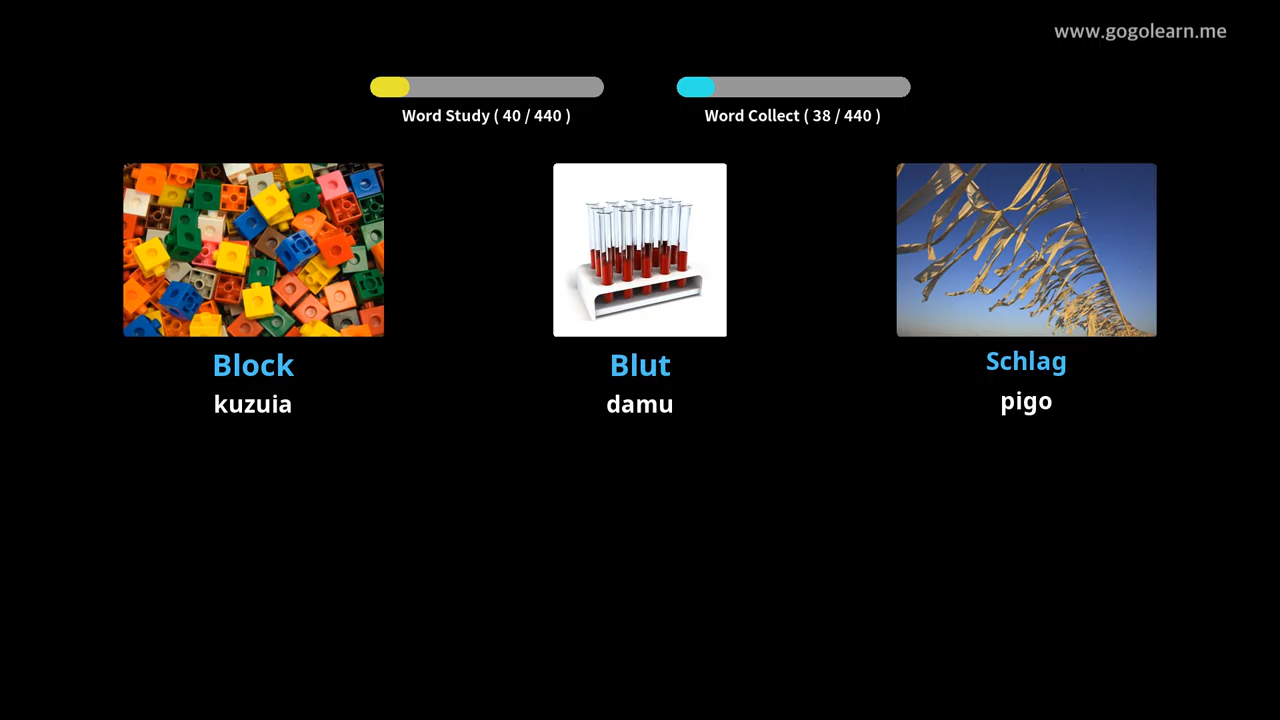 www.gogolearn.me
Word Study ( 40 / 440 )
Word Collect ( 38 / 440 )
Block
kuzuia
Blut
damu
Schlag
pigo